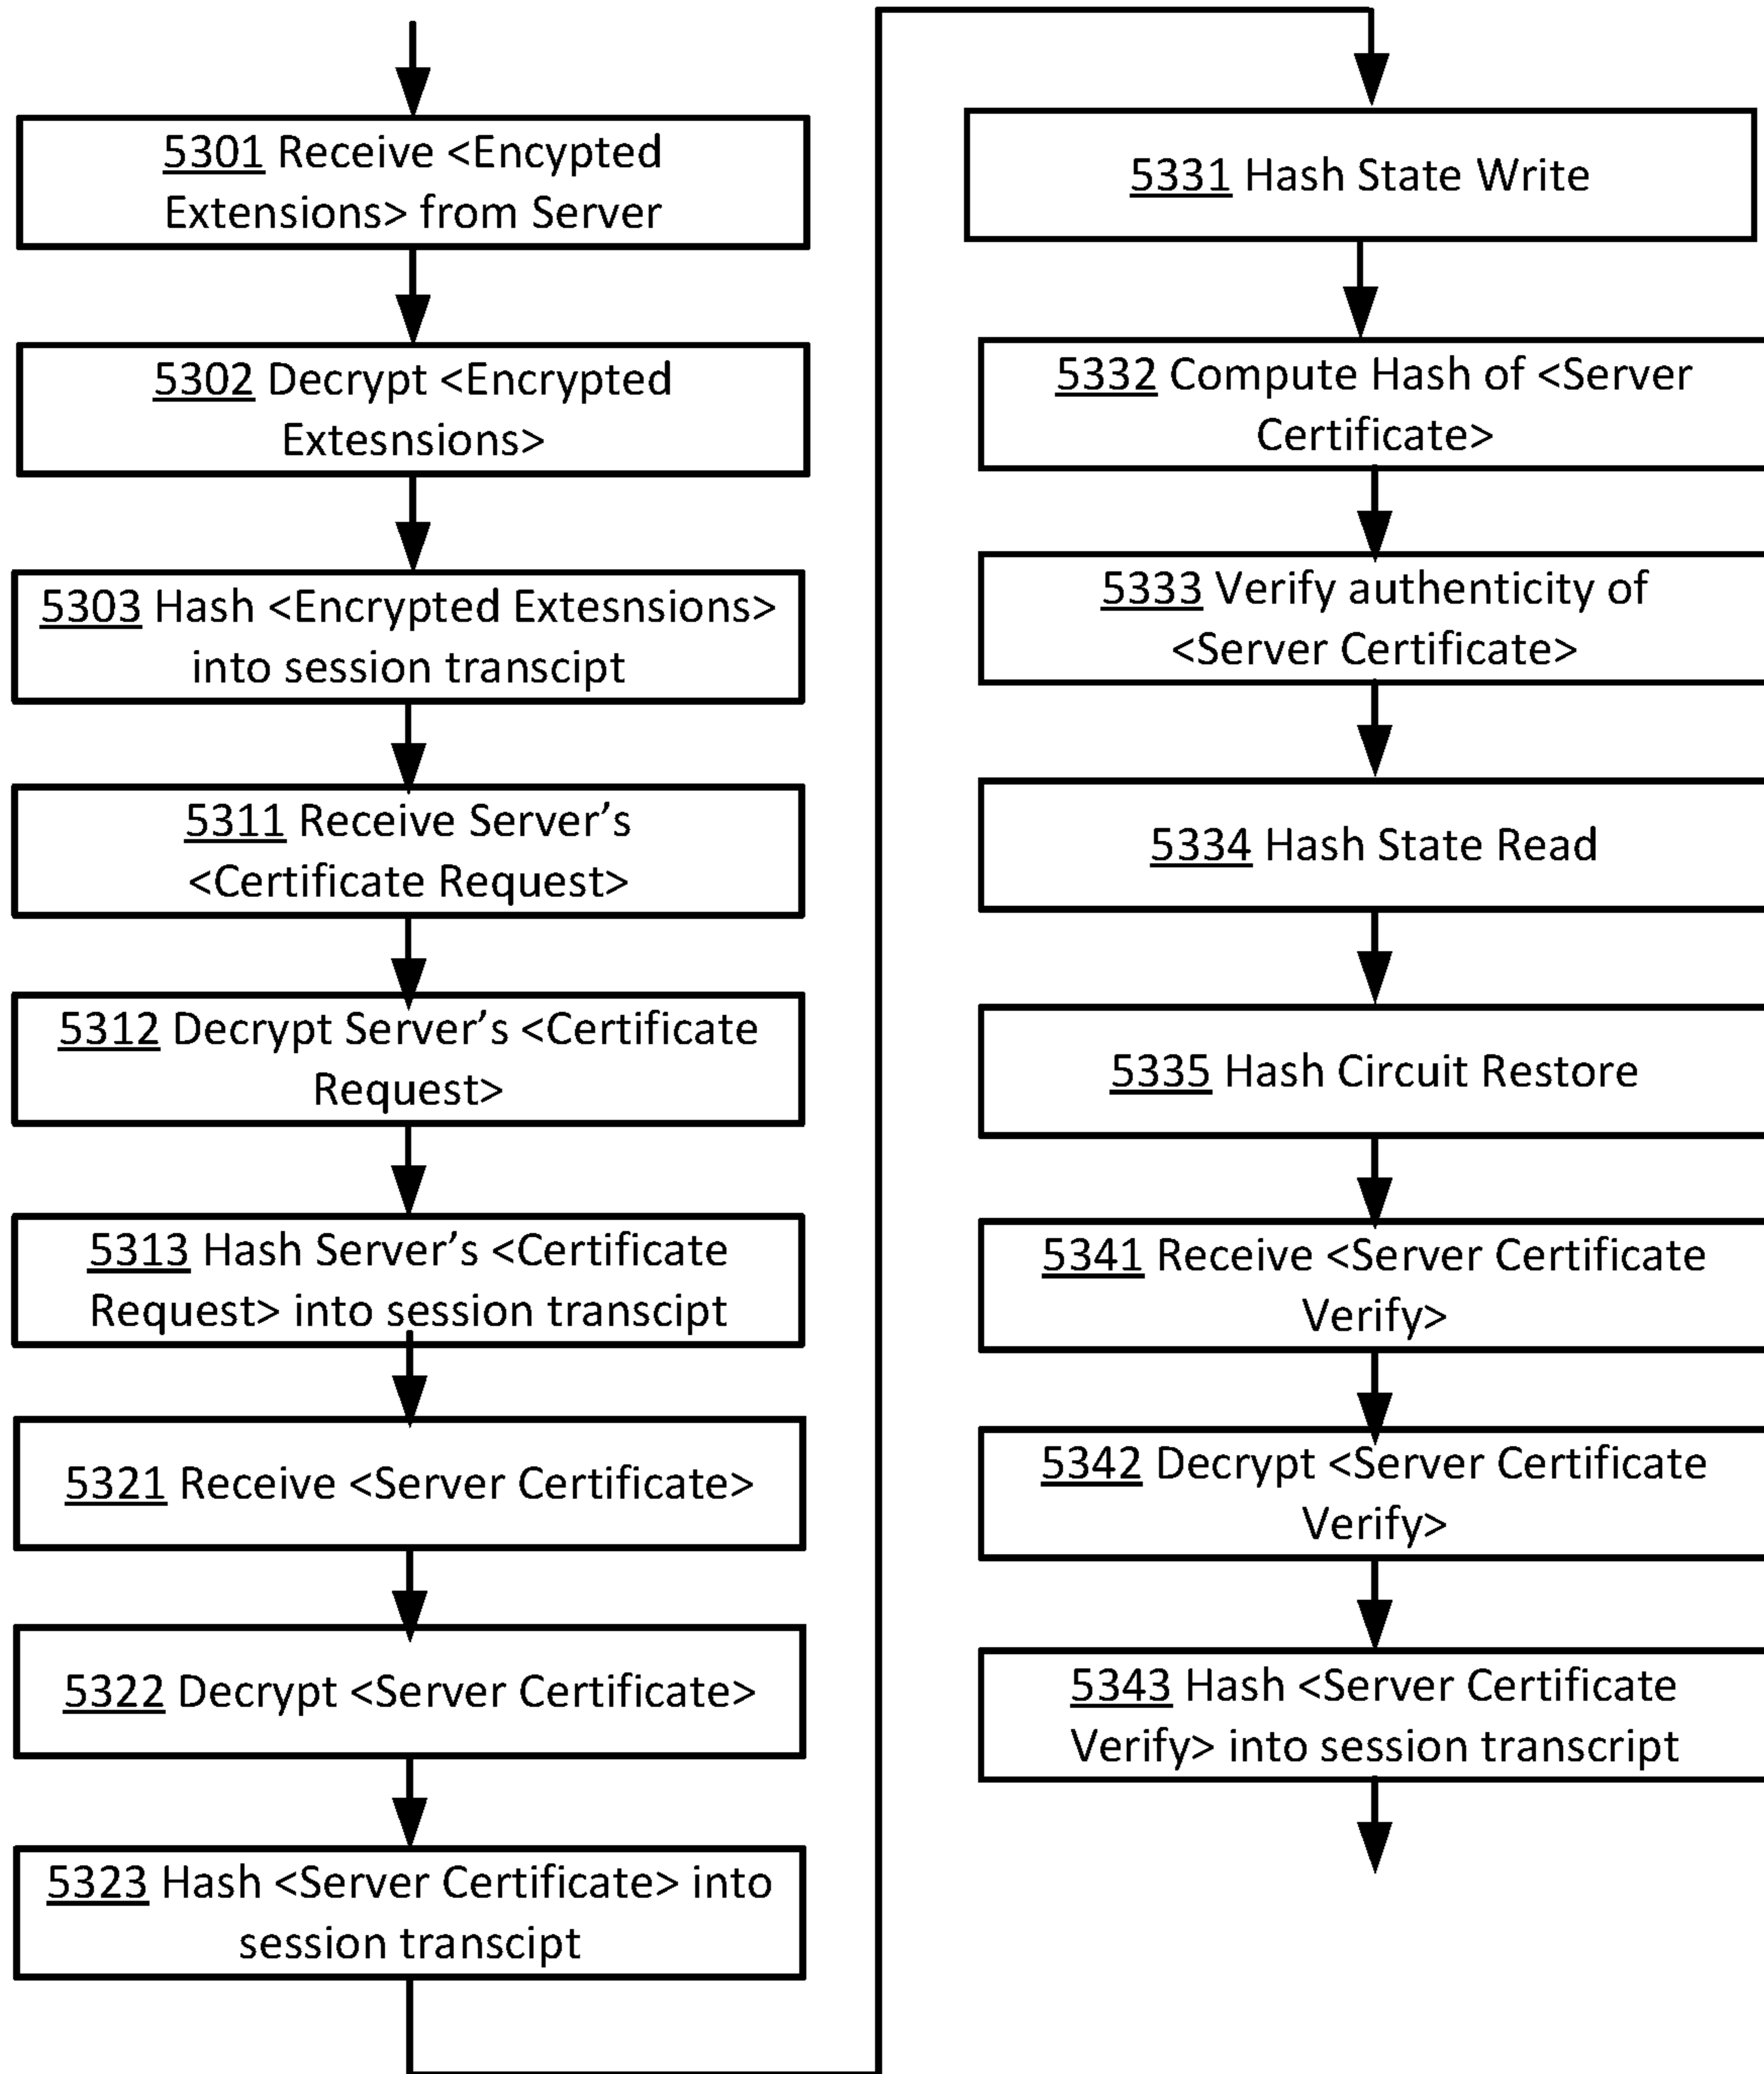 5301 Receive <Encypted
Extensions> from Server
5302 Decrypt <Encrypted
Extesnsions>
5303 Hash <Encrypted Extesnsions>
into session transcipt
5311 Receive Server’s
<Certificate Request>
5312 Decrypt Server’s <Certificate
Request>
5313 Hash Server’s <Certificate
Request> into session transcipt
5321 Receive <Server Certificate>
5322 Decrypt <Server Certificate>
5323 Hash <Server Certificate> into
session transcipt
5331 Hash State Write
5332 Compute Hash of <Server
Certificate>
5333 Verify authenticity of
<Server Certificate>
5334 Hash State Read
5335 Hash Circuit Restore
5341 Receive <Server Certificate
Verify>
5342 Decrypt <Server Certificate
Verify>
5343 Hash <Server Certificate
Verify> into session transcript